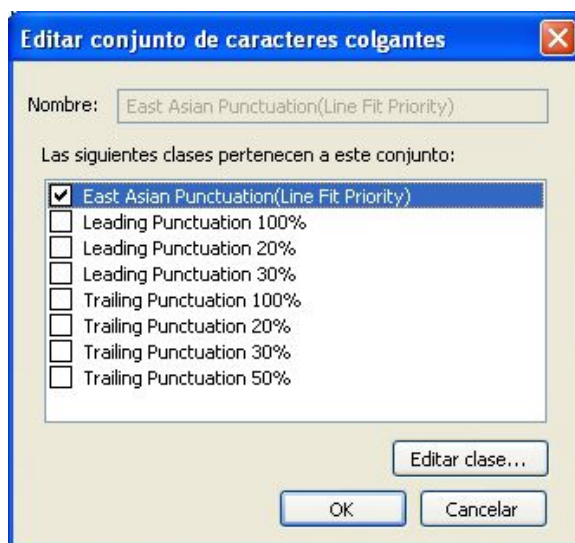 Editar conjunto de caracteres colgantes
Nombre: East Asian Punctuation(Line Fit Priority)
Las siguientes clases pertenecen a este conjunto:
East Asian Punctuation(Line Fit Priority)
Leading Punctuation 100%
Leading Punctuation 20%
Leading Punctuation 30%
Trailing Punctuation 100%
Trailing Punctuation 20%
Trailing Punctuation 30%
Trailing Punctuation 50%
Editar clase...
OK Cancelar